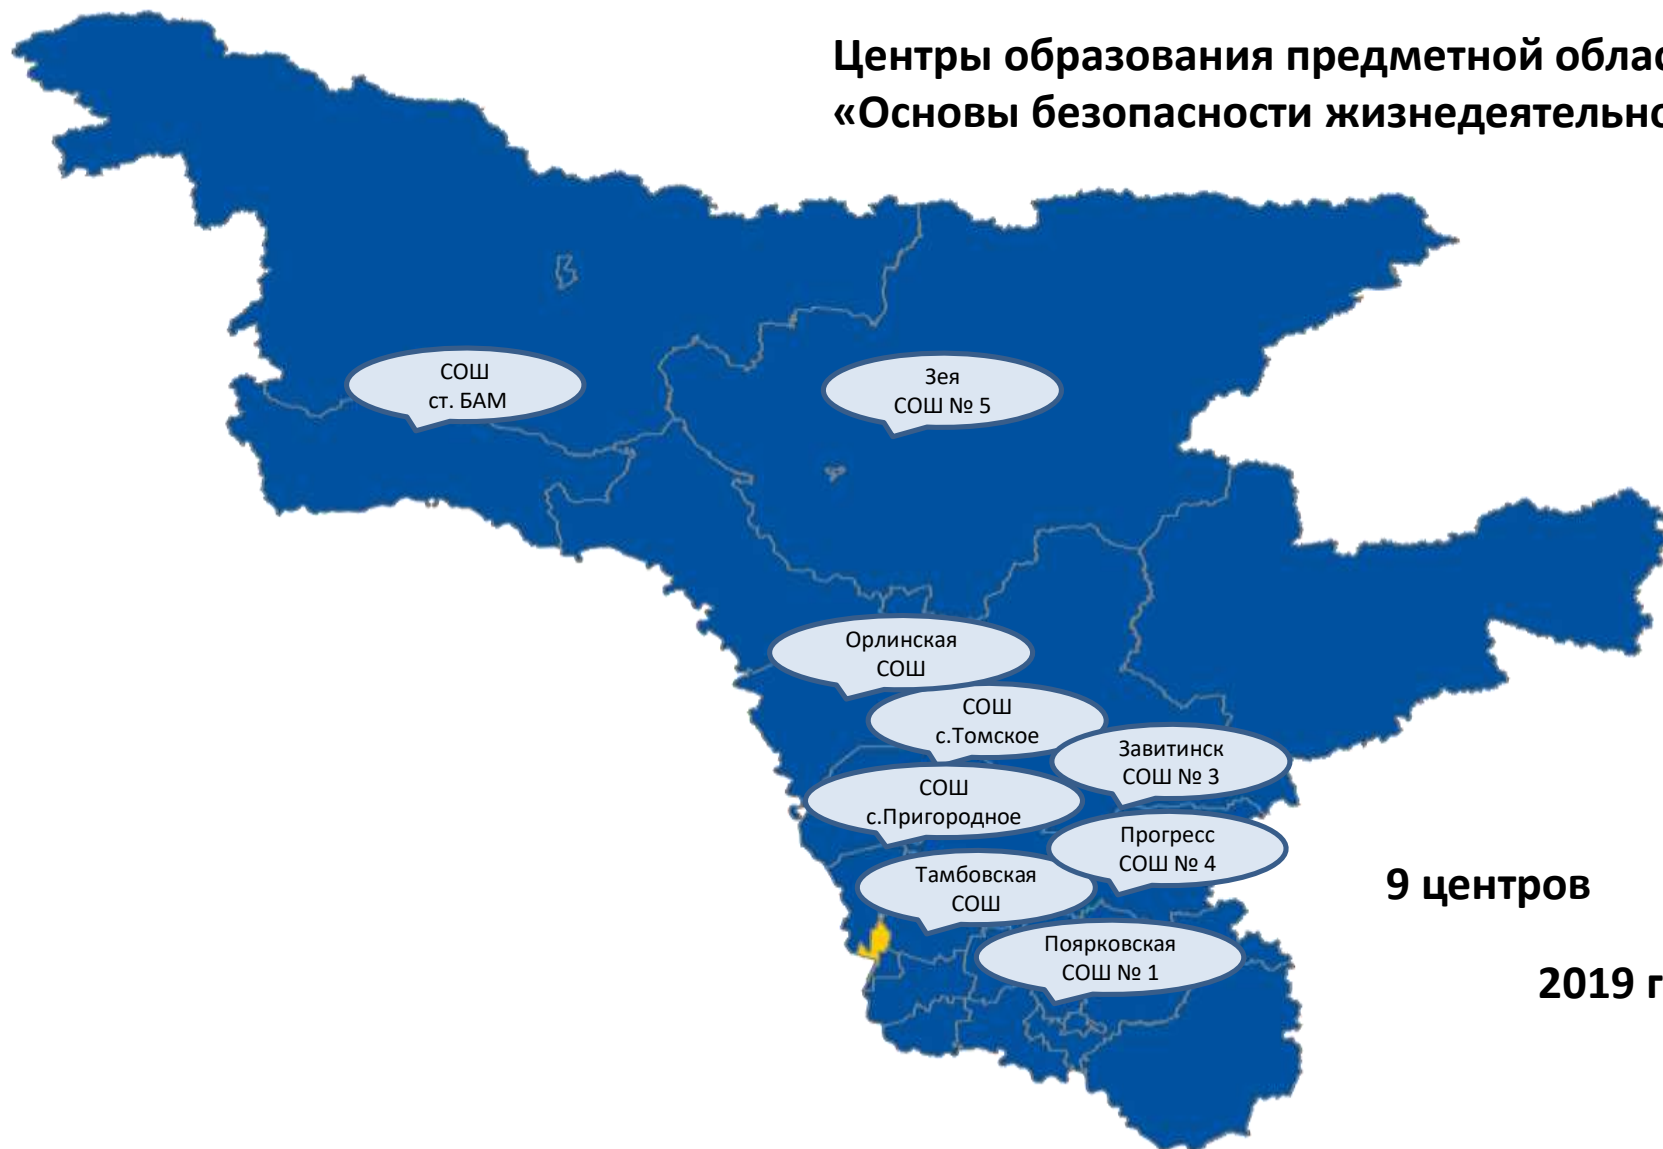 Центры образования предметной облас
«Основы безопасности жизнедеятельно
СОШ
ст. БАМ
Зея
СОШ № 5
Орлинская
СОШ
СОШ
с.Томское
Завитинск
СОШ № 3
СОШ
с.Пригородное
Прогресс
СОШ № 4
Тамбовская
СОШ
9 центров
Поярковская
СОШ № 1
2019 г